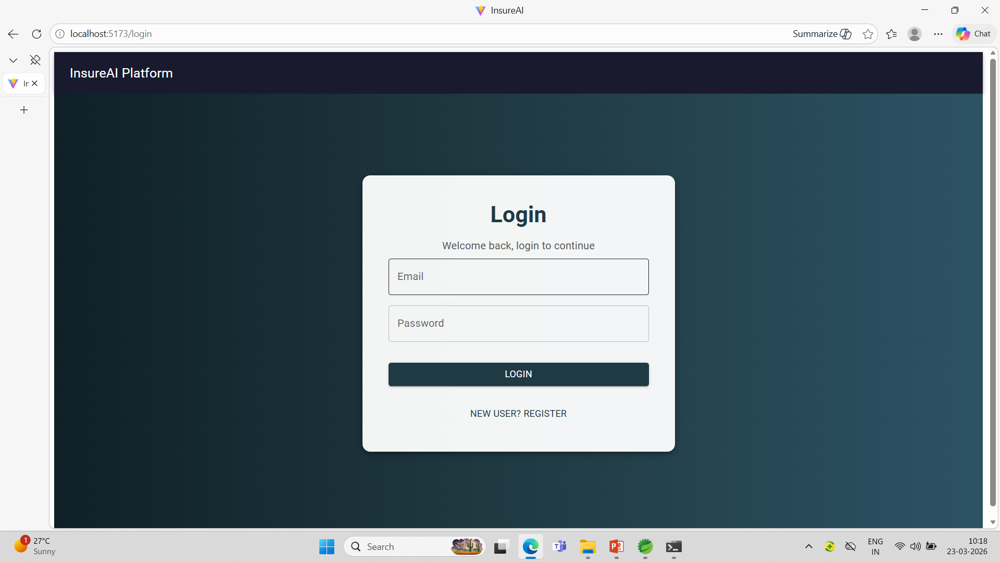 InsureAI
localhost:5173/login
Summarize
Chat
In
InsureAI Platform
Login
Welcome back, login to continue
Email
Password
LOGIN
NEW USER? REGISTER
1
27°C
Sunny
Search
T
P
ENG
IN
10:18
23-03-2026